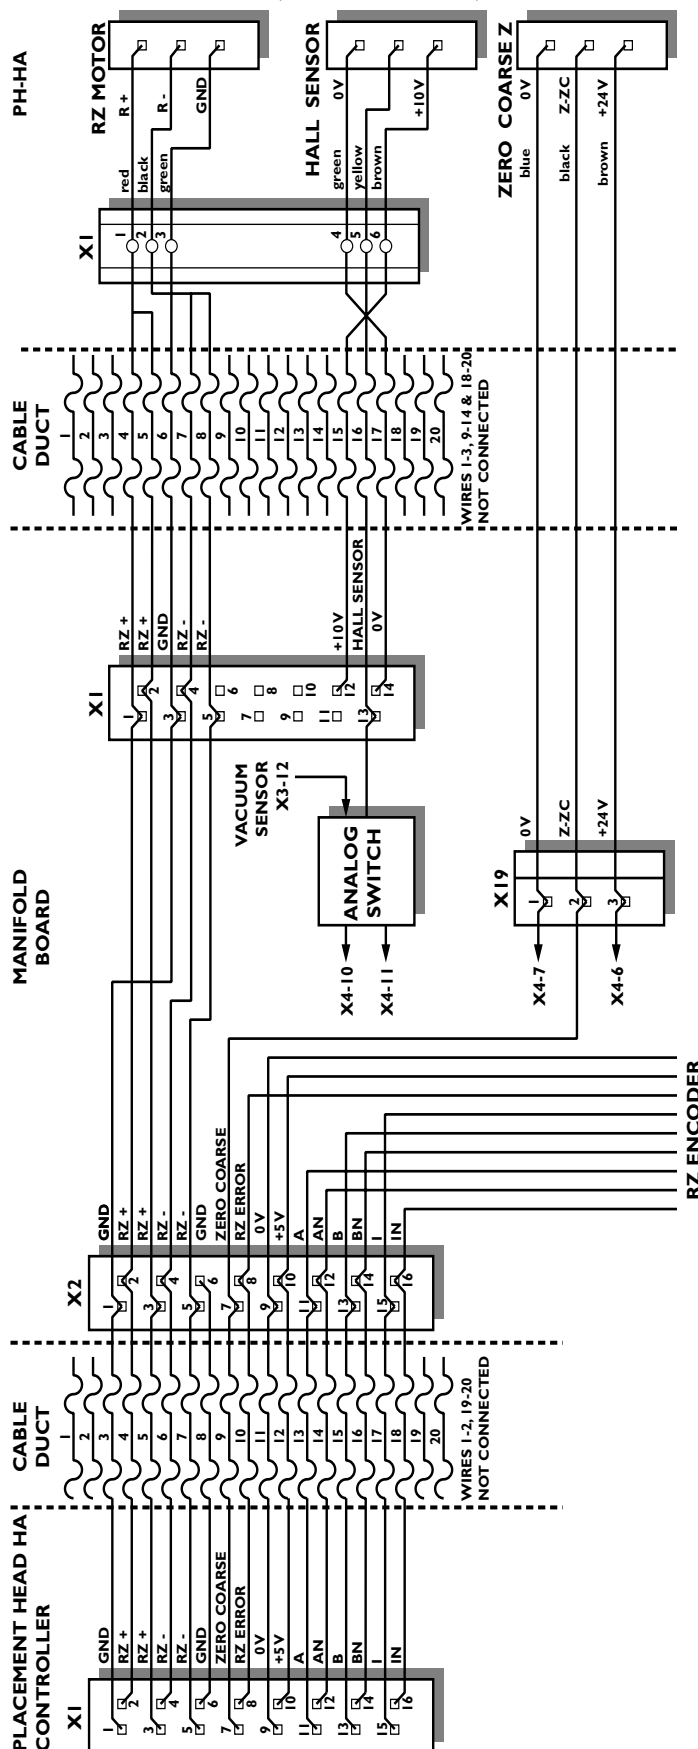 PH-HA
RZ MOTOR
R +
R -
GND
red
black
green
HALL SENSOR
0V
+10V
green
yellow
brown
ZERO COARSE Z
0V
Z-ZC
+24V
blue
black
brown
X1
1
2
3
4
5
6
CABLE
DUCT
1
2
3
4
5
6
7
8
9
10
11
12
13
14
15
16
17
18
19
20
WIRES 1-3, 9-14 & 18-20
NOT CONNECTED
MANIFOLD
BOARD
RZ +
RZ +
GND
RZ -
RZ -
+10V
HALL SENSOR
0V
X1
1
2
3
4
5
6
7
8
9
10
11
12
13
14
VACUUM
SENSOR
X3-12
ANALOG
SWITCH
X4-10
X4-11
0V
Z-ZC
+24V
X19
1
2
3
X4-7
X4-6
RZ ENCODER
GND
RZ +
RZ +
RZ -
RZ -
GND
ZERO COARSE
RZ ERROR
0V
+5V
A
AN
B
BN
I
IN
X2
1
2
3
4
5
6
7
8
9
10
11
12
13
14
15
16
CABLE
DUCT
1
2
3
4
5
6
7
8
9
10
11
12
13
14
15
16
17
18
19
20
WIRES 1-2, 19-20
NOT CONNECTED
PLACEMENT HEAD HA
CONTROLLER
GND
RZ +
RZ +
RZ -
RZ -
GND
ZERO COARSE
RZ ERROR
0V
+5V
A
AN
B
BN
I
IN
X1
1
2
3
4
5
6
7
8
9
10
11
12
13
14
15
16